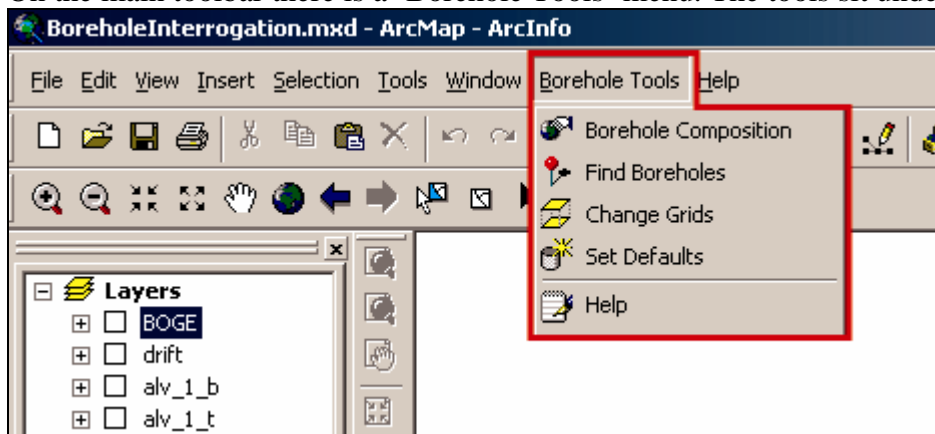 On the main toolbar there is a "Borehole Tools" menu. The tools sit unde
BoreholeInterrogation.mxd - ArcMap - ArcInfo
File Edit View Insert Selection Tools Window Borehole Tools Help
Borehole Composition
Find Boreholes
Change Grids
Set Defaults
Help
Layers
BOGE
drift
alv_1_b
alv_1_t